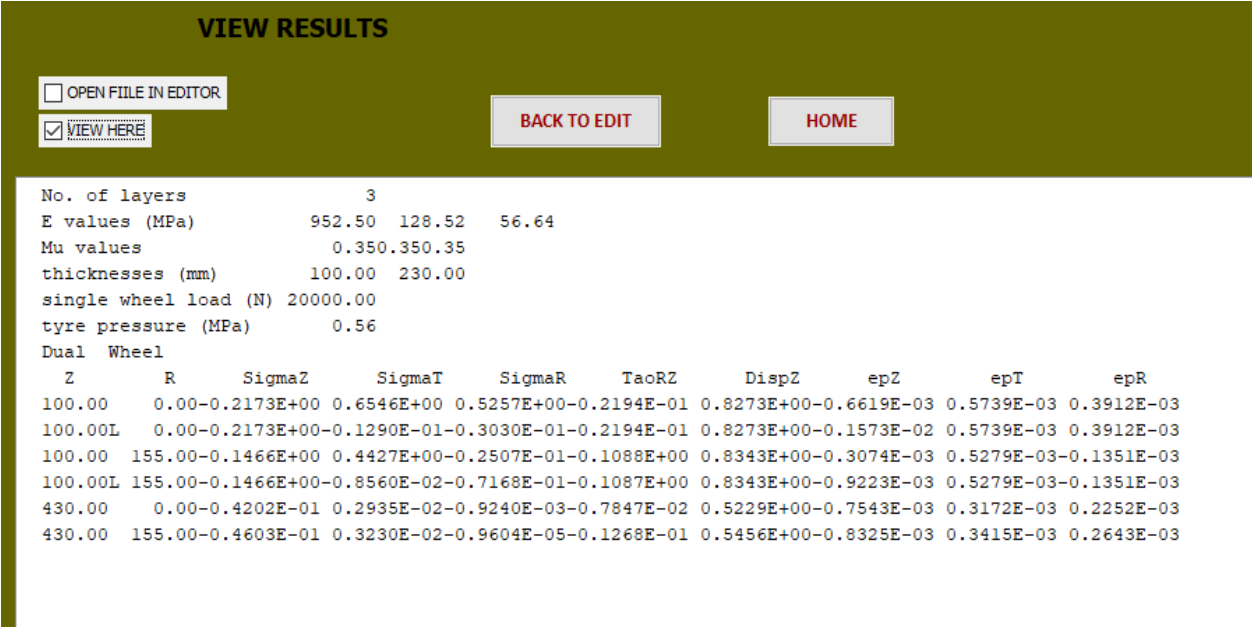 VIEW RESULTS
OPEN FIILE IN EDITOR
VIEW HERE
BACK TO EDIT
HOME
No. of layers 3
E values (MPa) 952.50 128.52 56.64
Mu values 0.350.350.35
thicknesses (mm) 100.00 230.00
single wheel load (N) 20000.00
tyre pressure (MPa) 0.56
Dual Wheel
Z R SigmaZ SigmaT SigmaR TaoRZ DispZ epZ epT epR
100.00 0.00-0.2173E+00 0.6546E+00 0.5257E+00-0.2194E-01 0.8273E+00-0.6619E-03 0.5739E-03 0.3912E-03
100.00L 0.00-0.2173E+00-0.1290E-01-0.3030E-01-0.2194E-01 0.8273E+00-0.1573E-02 0.5739E-03 0.3912E-03
100.00 155.00-0.1466E+00 0.4427E+00-0.2507E-01-0.1088E+00 0.8343E+00-0.3074E-03 0.5279E-03-0.1351E-03
100.00L 155.00-0.1466E+00-0.8560E-02-0.7168E-01-0.1087E+00 0.8343E+00-0.9223E-03 0.5279E-03-0.1351E-03
430.00 0.00-0.4202E-01 0.2935E-02-0.9240E-03-0.7847E-02 0.5229E+00-0.7543E-03 0.3172E-03 0.2252E-03
430.00 155.00-0.4603E-01 0.3230E-02-0.9604E-05-0.1268E-01 0.5456E+00-0.8325E-03 0.3415E-03 0.2643E-03